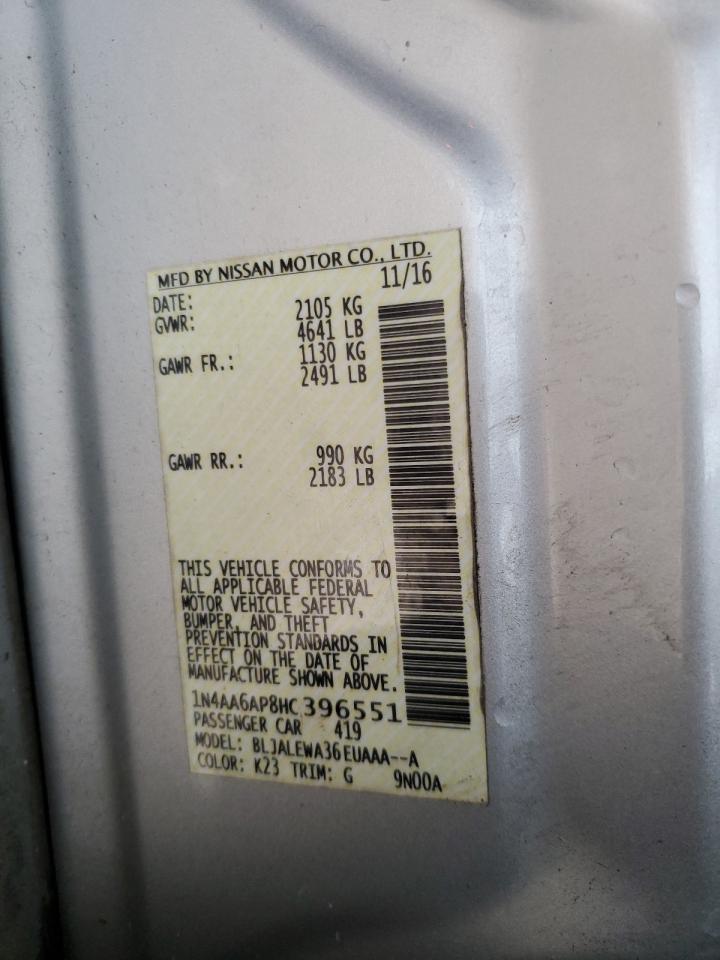 MFD BY NISSAN MOTOR CO., LTD.
DATE: 11/16
GVWR: 2105 KG
4641 LB
GAWR FR.: 1130 KG
2491 LB
GAWR RR.: 990 KG
2183 LB
THIS VEHICLE CONFORMS TO
ALL APPLICABLE FEDERAL
MOTOR VEHICLE SAFETY,
BUMPER, AND THEFT
PREVENTION STANDARDS IN
EFFECT ON THE DATE OF
MANUFACTURE SHOWN ABOVE.
1N4AA6AP8HC396551
PASSENGER CAR 419
MODEL: BLJALEWA36EUAAA--A
COLOR: K23 TRIM: G 9N00A